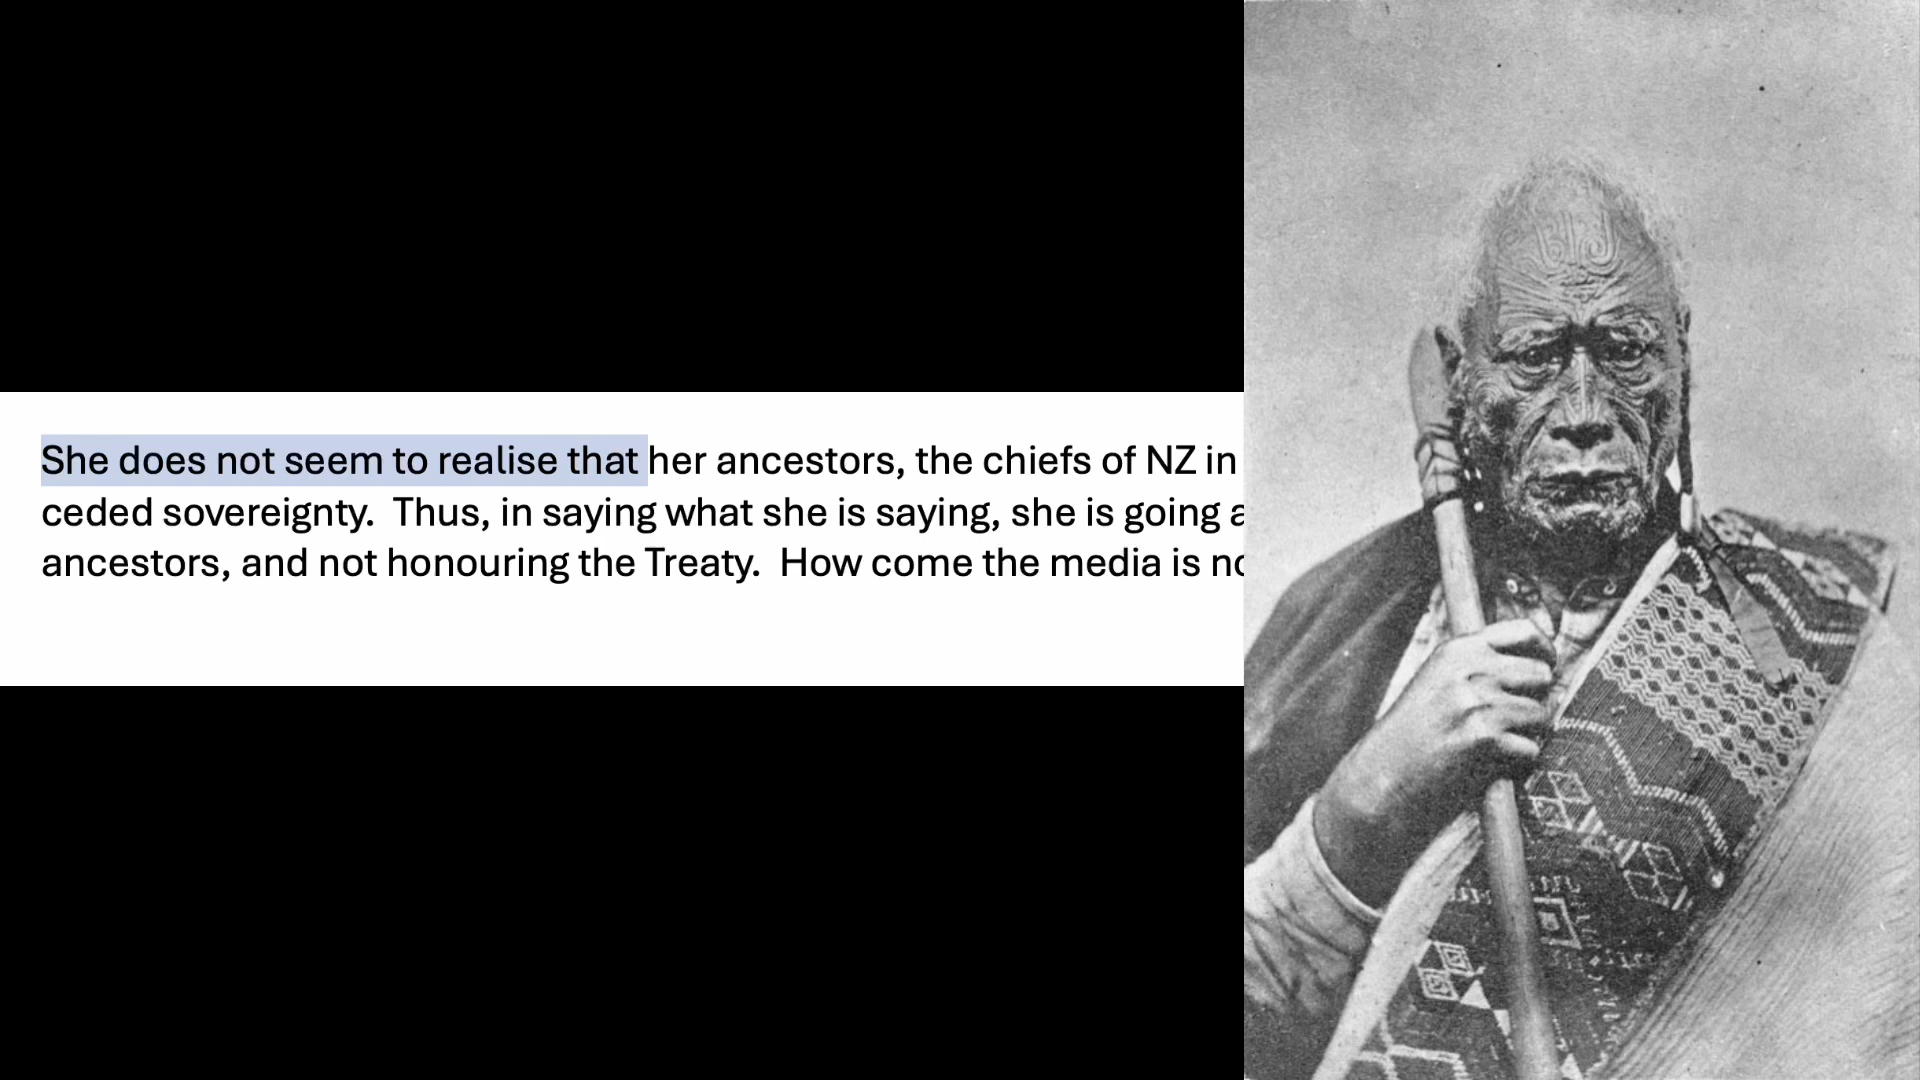 She does not seem to realise that her ancestors, the chiefs of NZ in
ceded sovereignty.  Thus, in saying what she is saying, she is going
ancestors, and not honouring the Treaty.  How come the media is